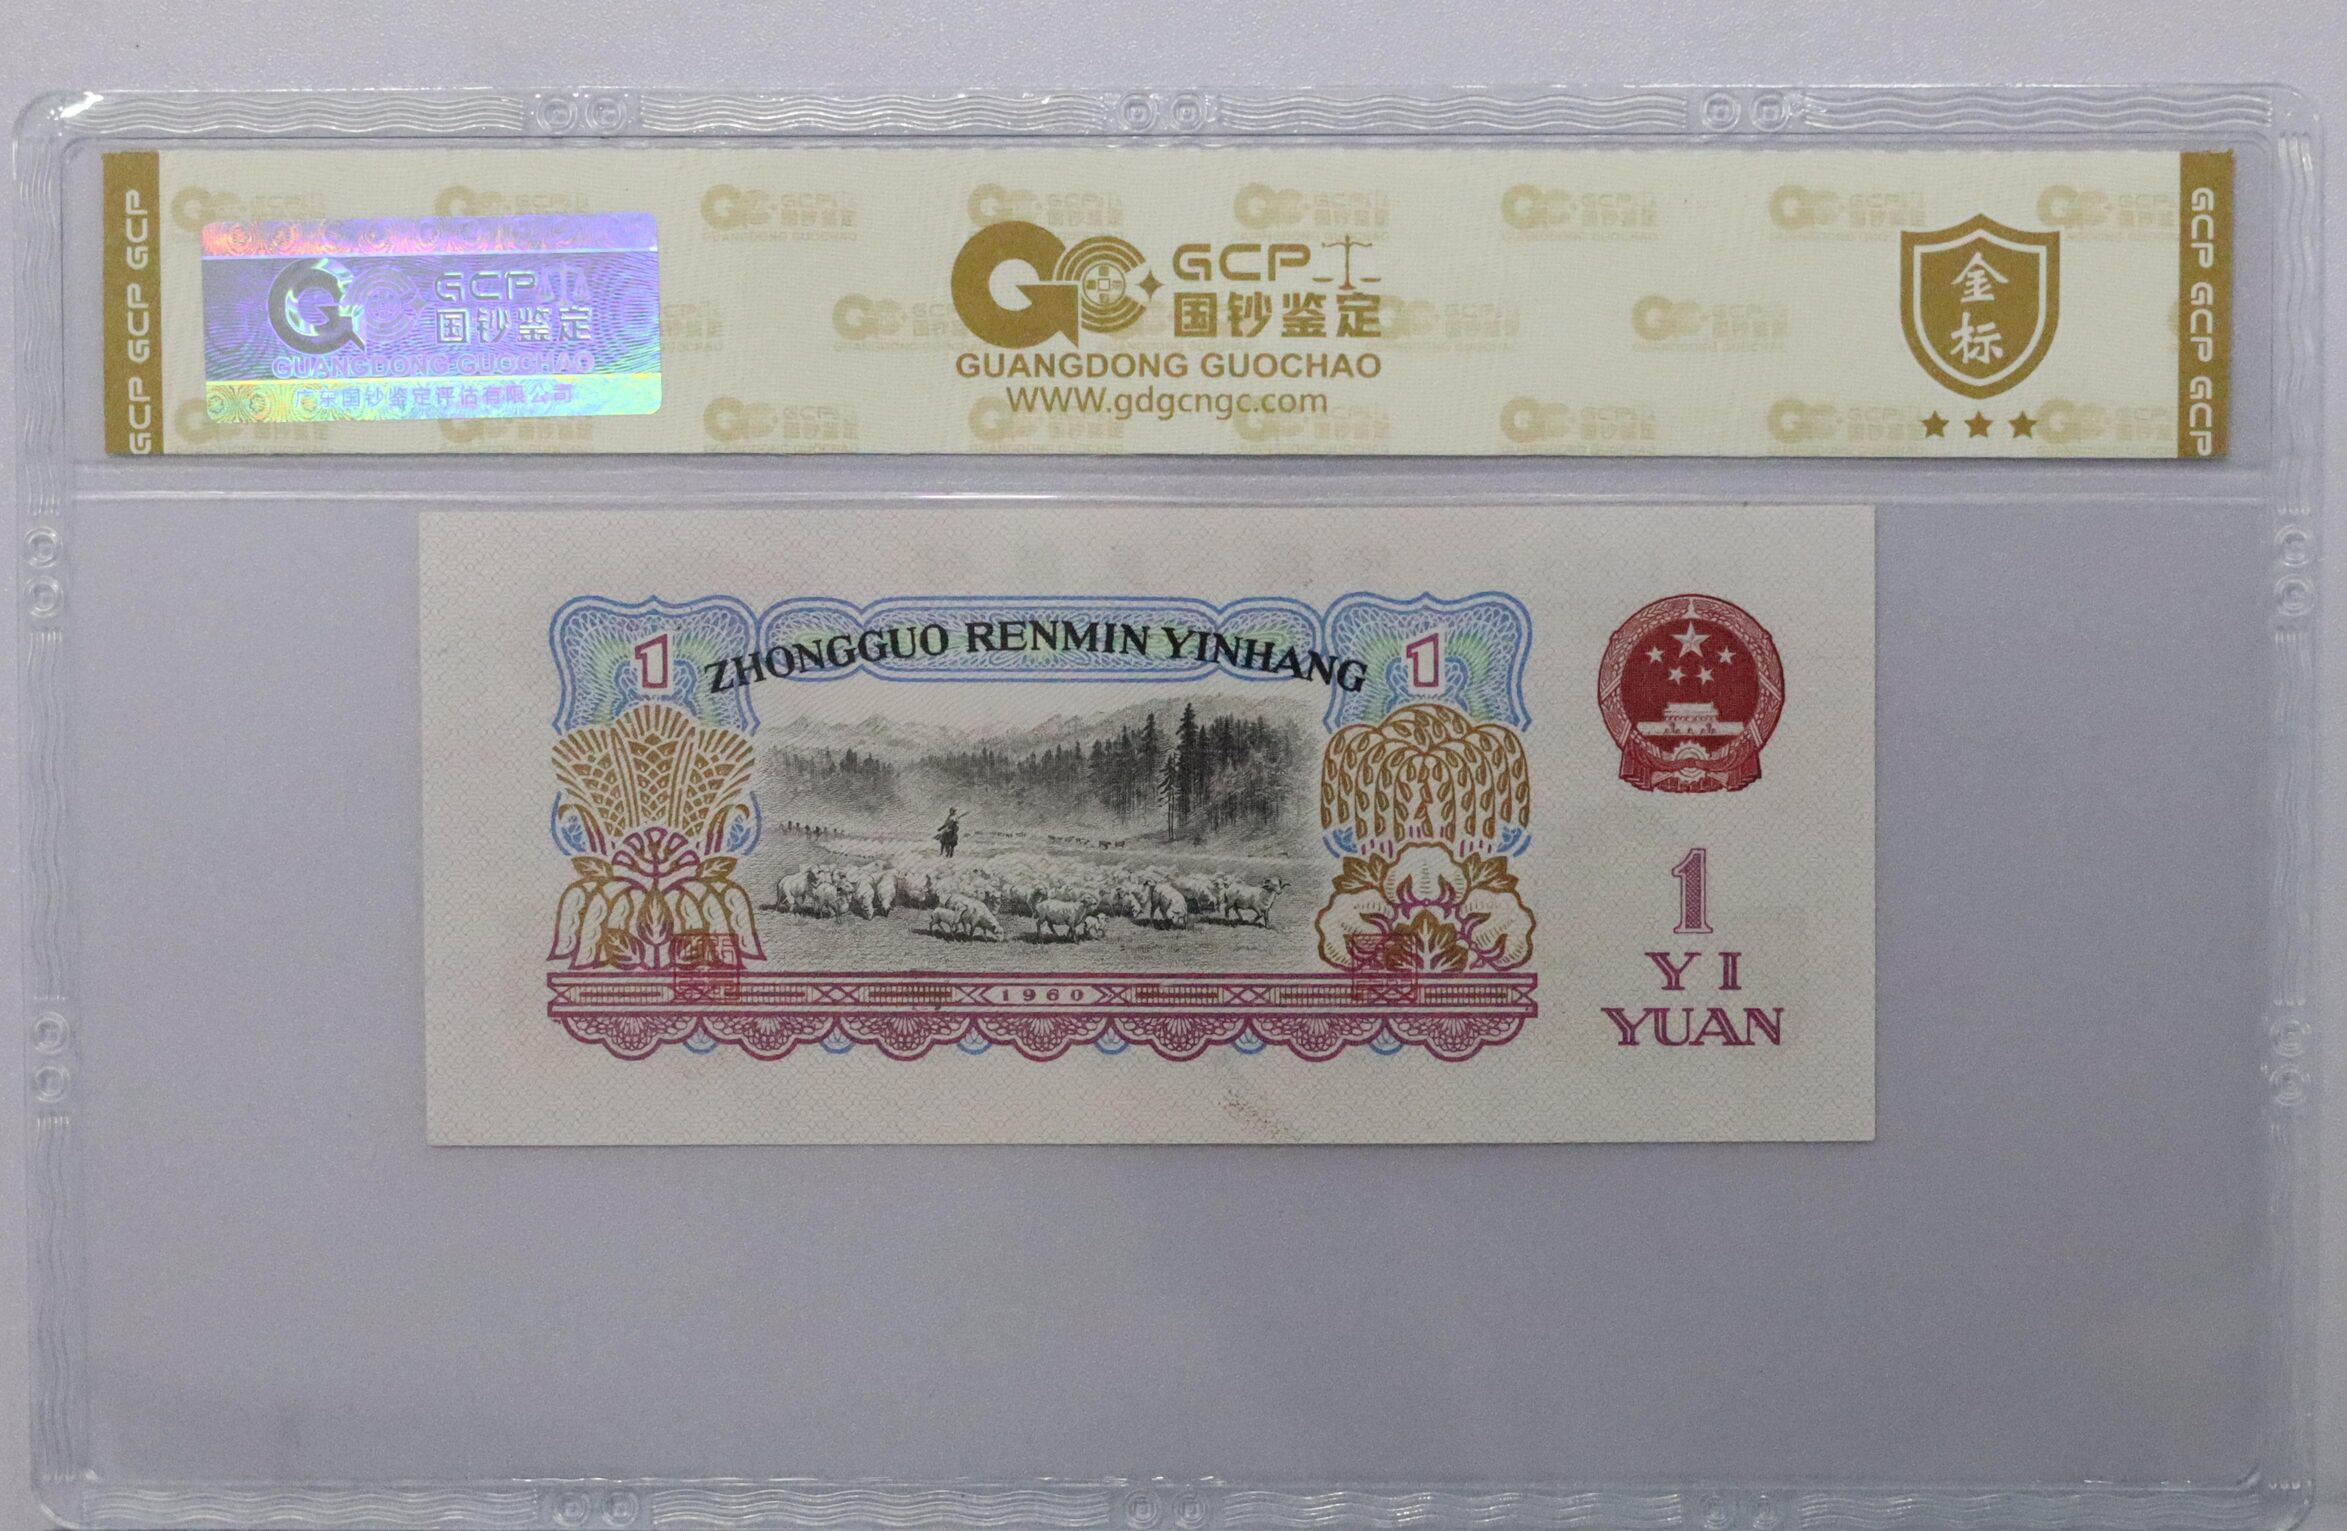 GCP GCP GCP
GCP
国钞鉴定
GUANGDONG GUOCHAO
广东国钞鉴定评估有限公司
GCP
国钞鉴定
GUANGDONG GUOCHAO
www.gdgcngc.com
金
标
GCP GCP GCP
1
ZHONGGUO RENMIN YINHANG
1
1960
1
YI
YUAN